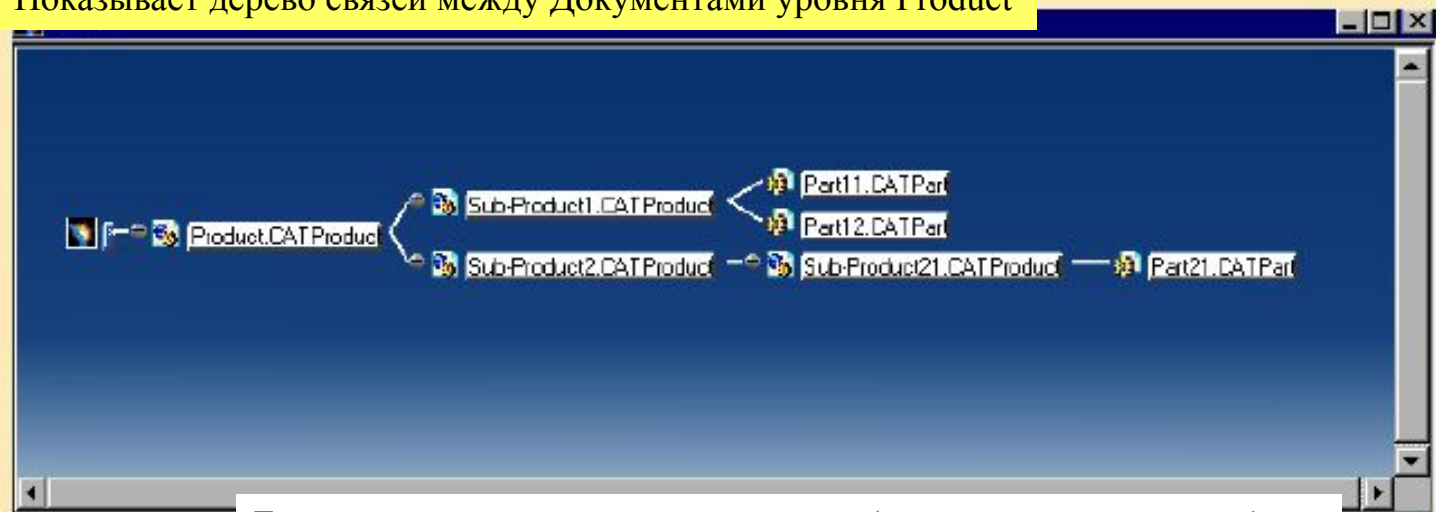 Показывает дерево связей между Документами уровня Product
Part11.CATPart
Sub-Product1.CATProduct
Part12.CATPart
Product.CATProduct
Sub-Product2.CATProduct
Sub-Product21.CATProduct
Part21.CATPart